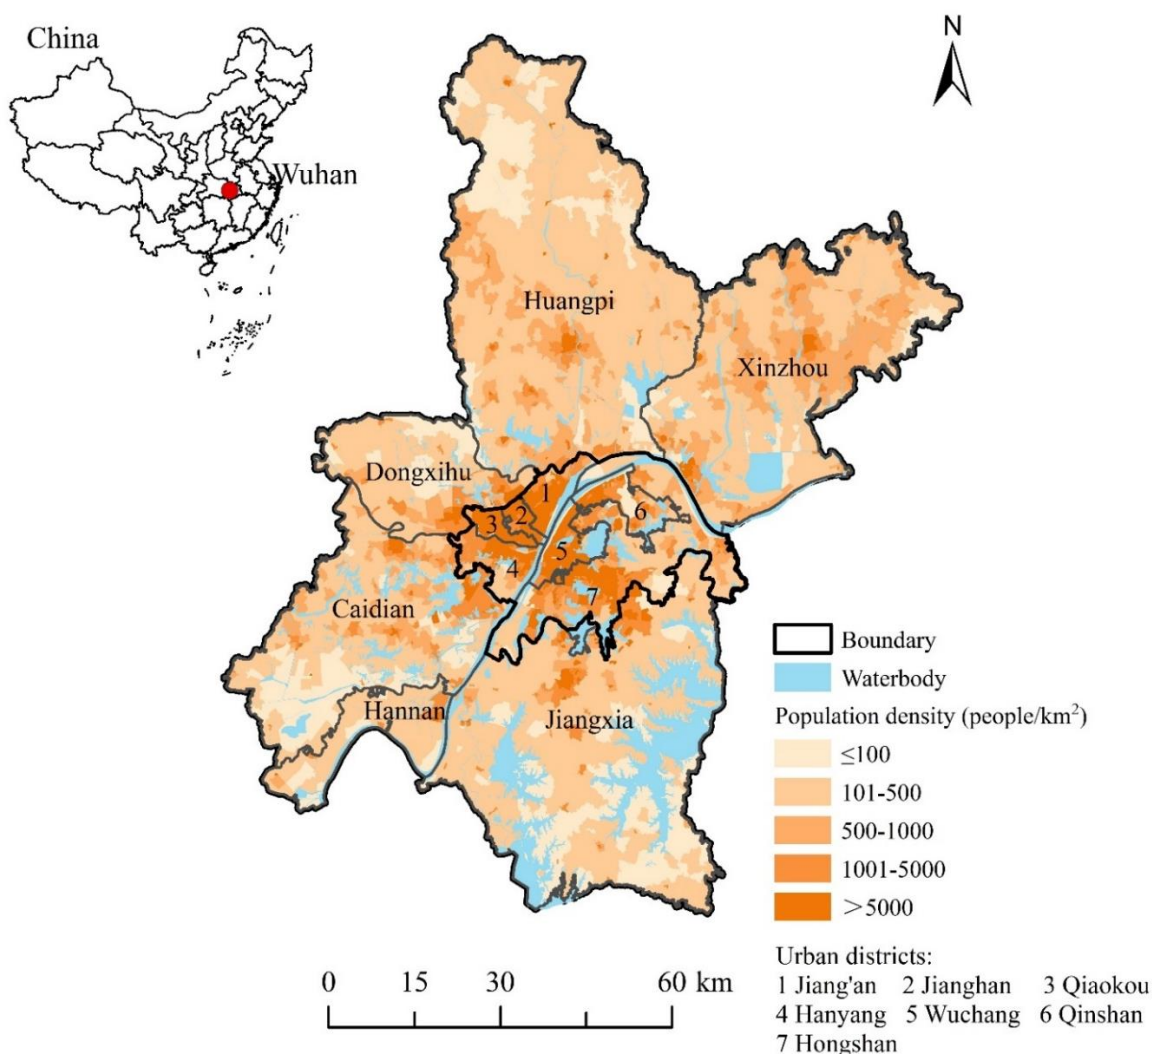 China
Wuhan
N
Huangpi
Xinzhou
Dongxihu
1
2
3
6
5
4
Caidian
7
Hannan
Jiangxia
Boundary
Waterbody
Population density (people/km²)
≤100
101-500
500-1000
1001-5000
>5000
0 30 60 km
Urban districts:
1 Jiang'an 2 Jianghan 3 Qiaokou
4 Hanyang 5 Wuchang 6 Qinshan
7 Hongshan